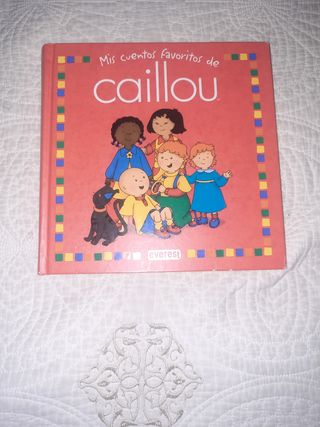 Mis cuentos favoritos de
caillou
everest